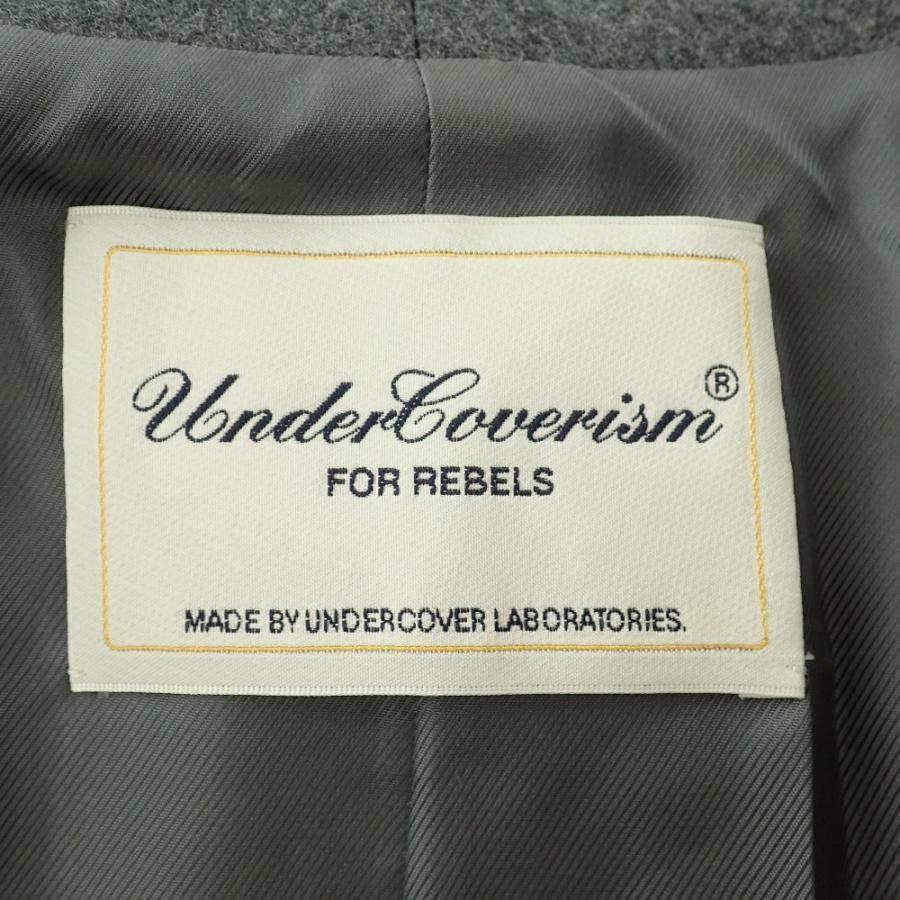 UnderCoverism®
FOR REBELS
MADE BY UNDERCOVER LABORATORIES.